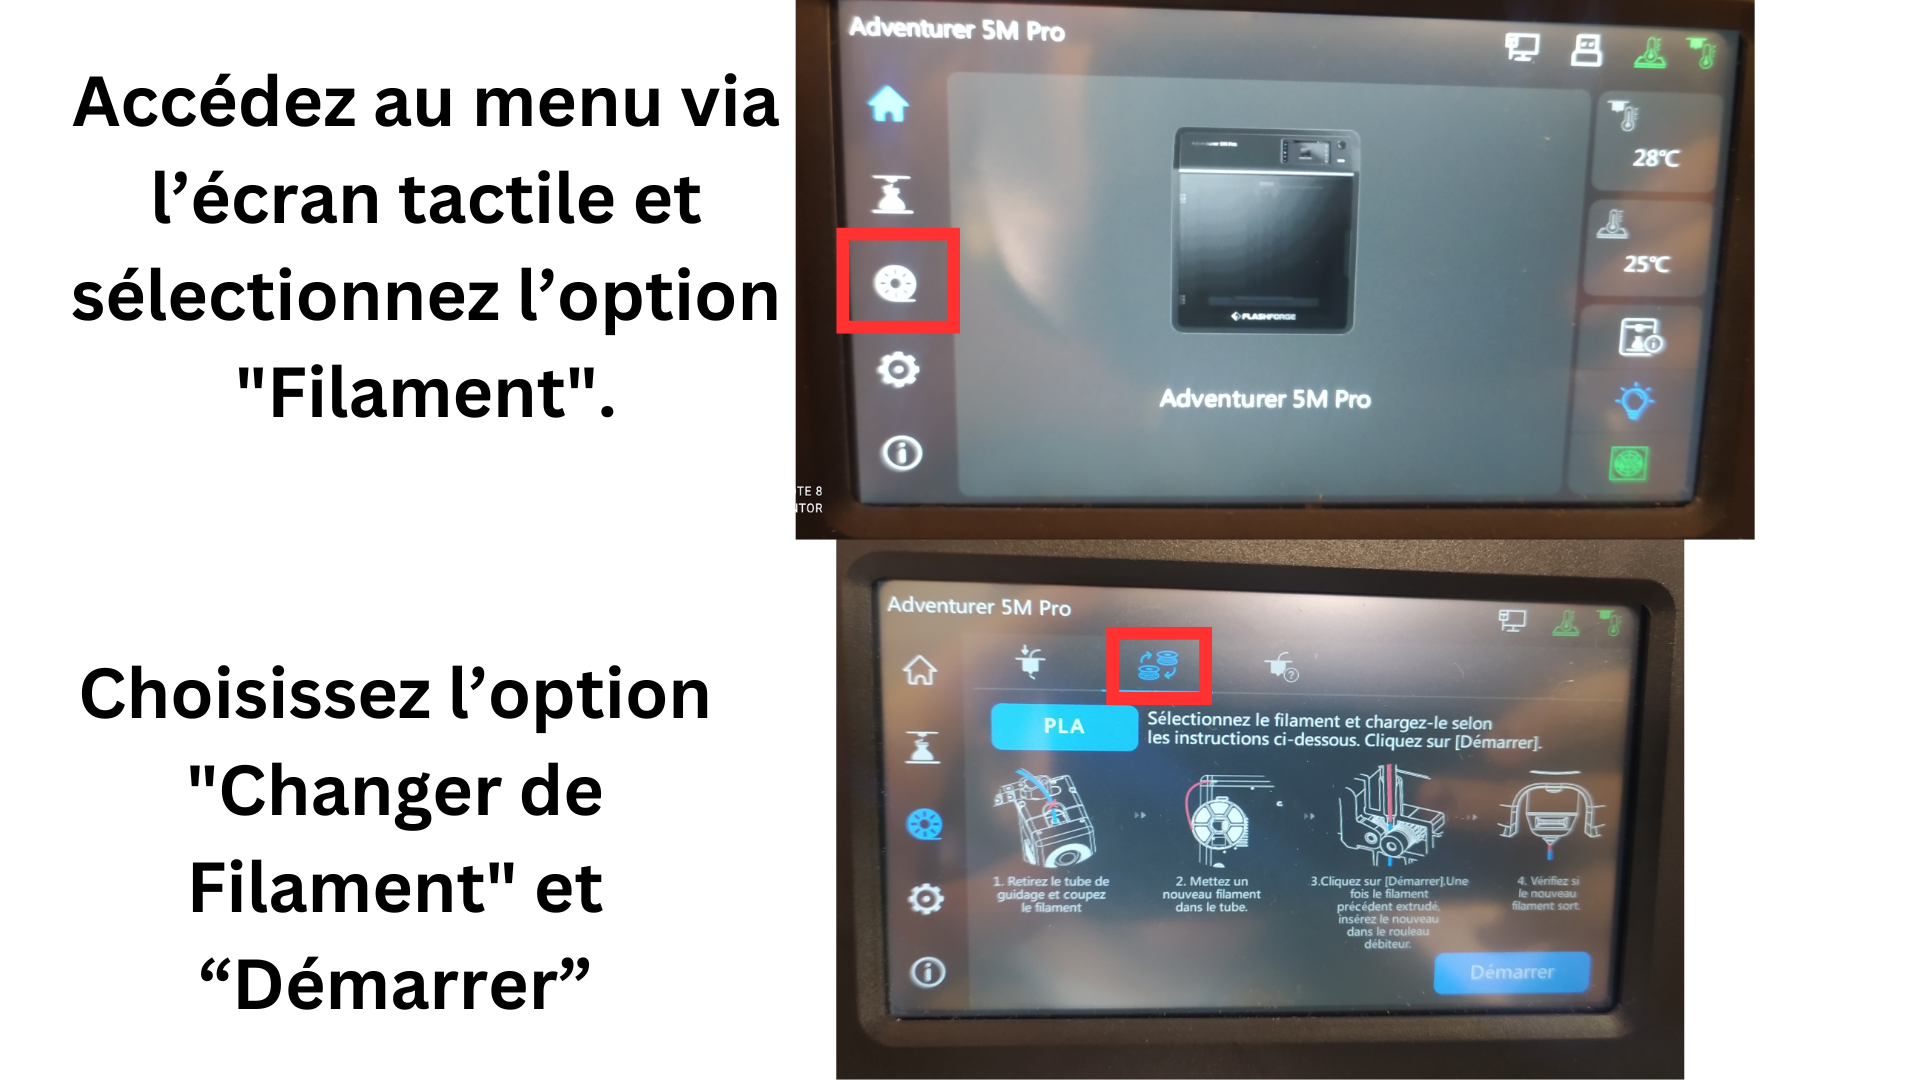 Accédez au menu via
l’écran tactile et
sélectionnez l’option
"Filament".
Adventurer 5M Pro
28°C
25°C
FLASHFORGE
Adventurer 5M Pro
TE 8
Choisissez l’option
"Changer de
Filament" et
“Démarrer”
Adventurer 5M Pro
PLA
Sélectionnez le filament et chargez-le selon
les instructions ci-dessous. Cliquez sur [Démarrer].
1. Retirez le tube de
guidage et coupez
le filament
2. Mettez un
nouveau filament
dans le tube.
3.Cliquez sur [Démarrer].Une
fois le filament
précédent extrudé,
insérez le nouveau
dans le rouleau
débiteur.
4. Vérifiez si
le nouveau
filament sort.
Démarrer